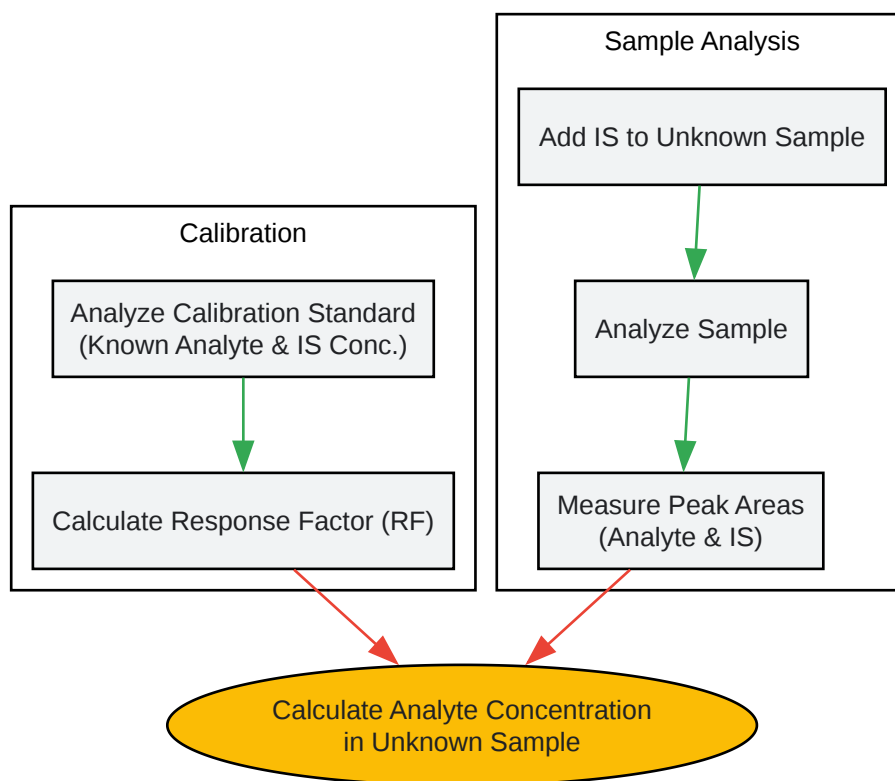 Calibration
Analyze Calibration Standard
(Known Analyte & IS Conc.)
Calculate Response Factor (RF)
Sample Analysis
Add IS to Unknown Sample
Analyze Sample
Measure Peak Areas
(Analyte & IS)
Calculate Analyte Concentration
in Unknown Sample